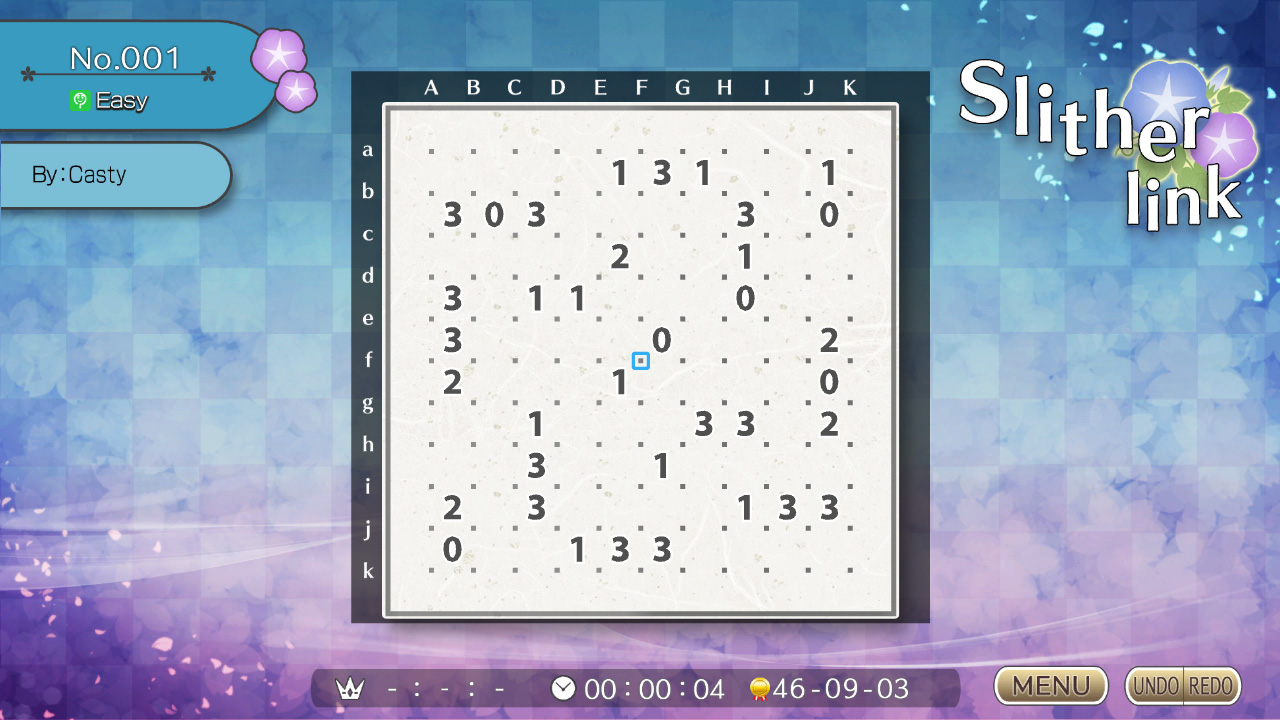 No.001
Easy
By:Casty
Slither
link
A B C D E F G H I J K
a
1 3 1 1
b
3 0 3 3 0
c
2 1
d
3 1 1 0
e
3 0 2
f
2 1 0
g
1 3 3 2
h
3 1
i
2 3 1 3 3
j
0 1 3 3
k
- : - : - 00:00:04 46-09-03
MENU UNDO REDO